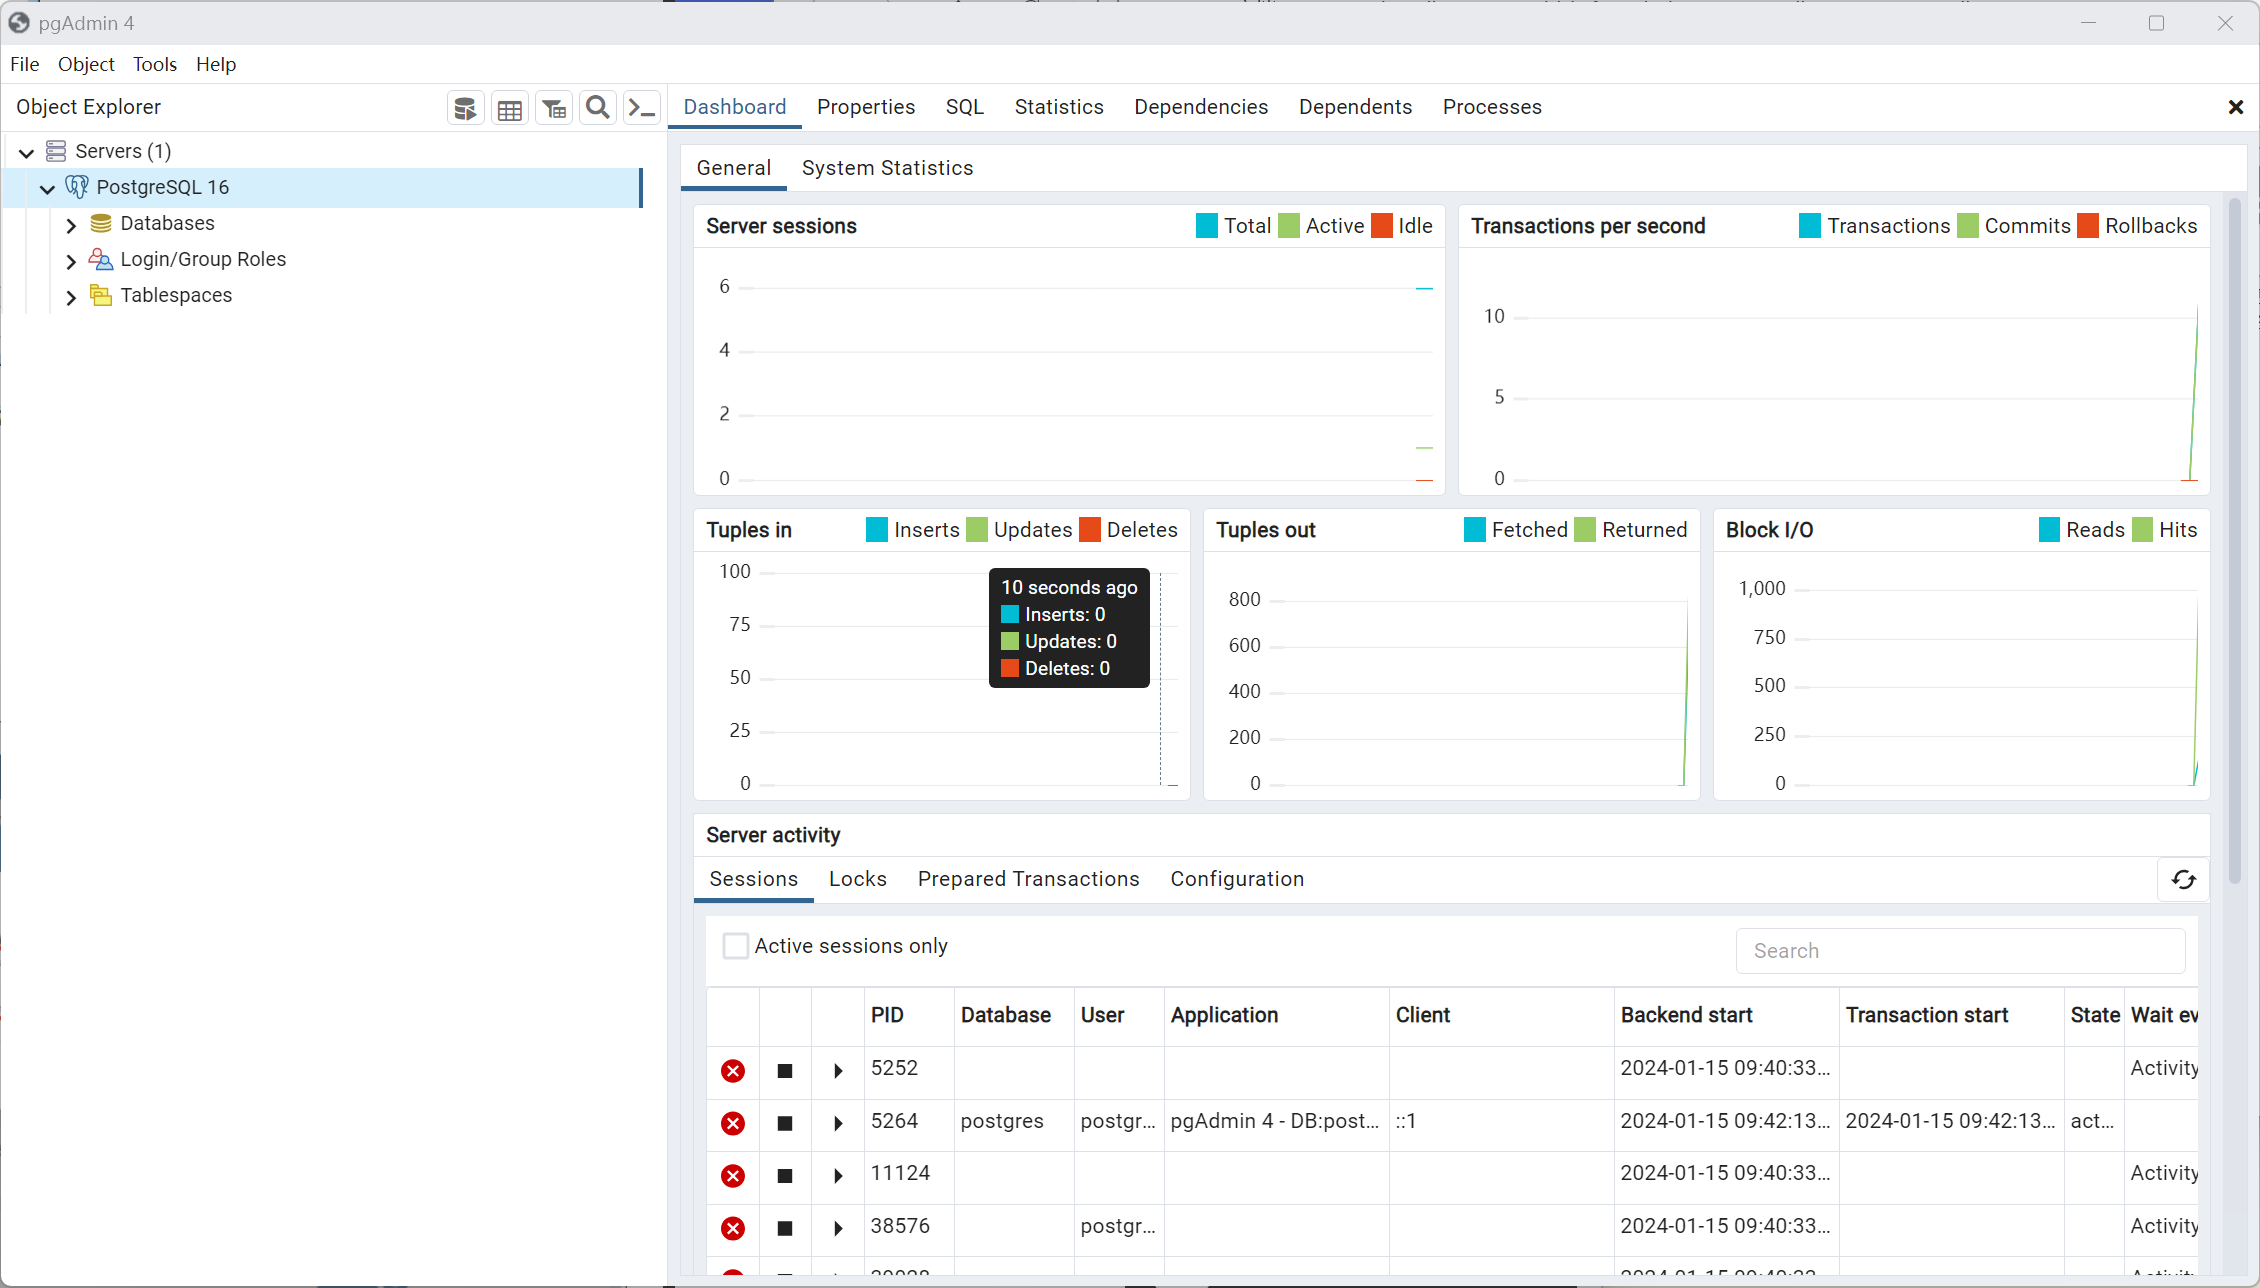 pgAdmin 4
File Object Tools Help
Object Explorer
Dashboard Properties SQL Statistics Dependencies Dependents Processes
Servers (1)
PostgreSQL 16
Databases
Login/Group Roles
Tablespaces
General System Statistics
Server sessions Total Active Idle
6
4
2
0
Transactions per second Transactions Commits Rollbacks
10
5
0
Tuples in Inserts Updates Deletes
100
75
50
25
0
10 seconds ago
Inserts: 0
Updates: 0
Deletes: 0
Tuples out Fetched Returned
800
600
400
200
0
Block I/O Reads Hits
1,000
750
500
250
0
Server activity
Sessions Locks Prepared Transactions Configuration
Active sessions only Search
PID Database User Application Client Backend start Transaction start State Wait ev
5252 2024-01-15 09:40:33... Activity
5264 postgres postgr... pgAdmin 4 - DB:post... ::1 2024-01-15 09:42:13... 2024-01-15 09:42:13... act...
11124 2024-01-15 09:40:33... Activity
38576 postgr... 2024-01-15 09:40:33... Activity